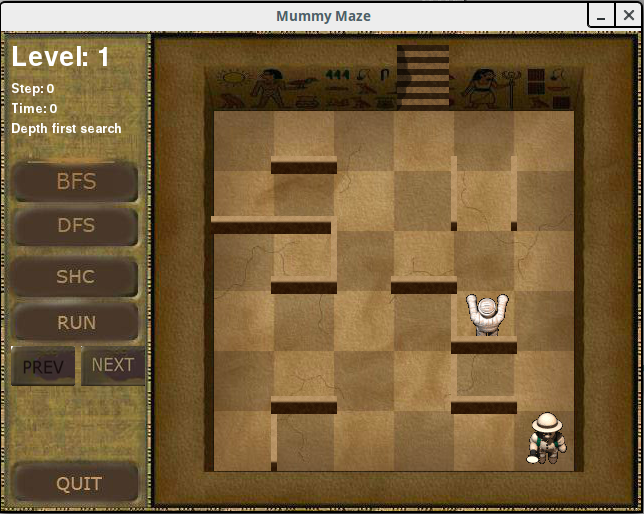 Mummy Maze
Level: 1
Step: 0
Time: 0
Depth first search
BFS
DFS
SHC
RUN
PREV NEXT
QUIT